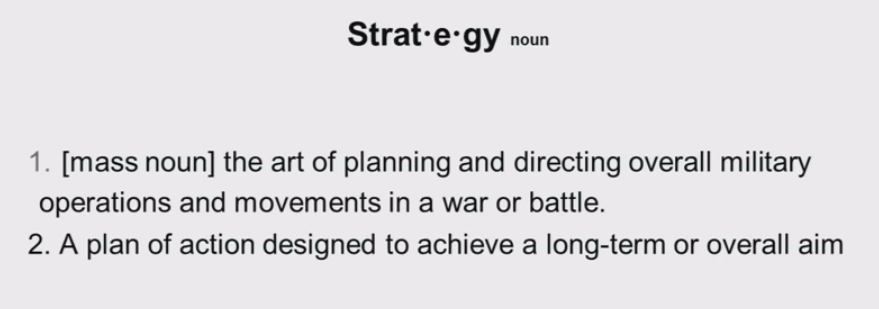 Strat·e·gy noun
1. [mass noun] the art of planning and directing overall military
operations and movements in a war or battle.
2. A plan of action designed to achieve a long-term or overall aim